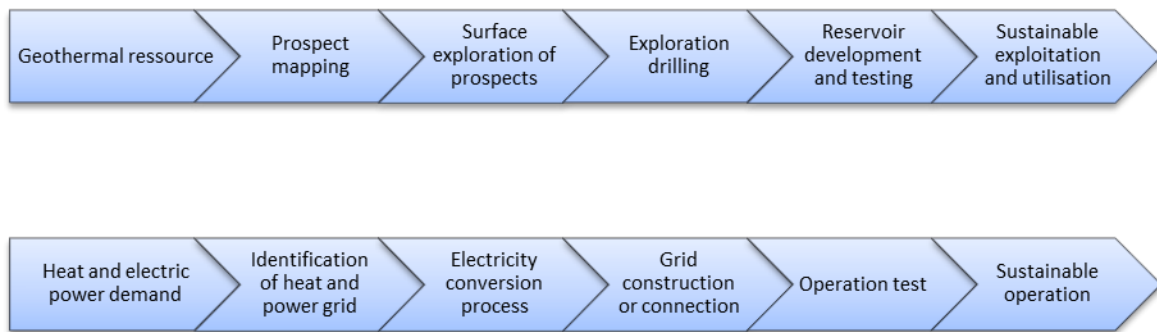 Geothermal ressource
Prospect
mapping
Surface
exploration of
prospects
Exploration
drilling
Reservoir
development
and testing
Sustainable
exploitation
and utilisation
Heat and electric
power demand
Identification
of heat and
power grid
Electricity
conversion
process
Grid
construction
or connection
Operation test
Sustainable
operation